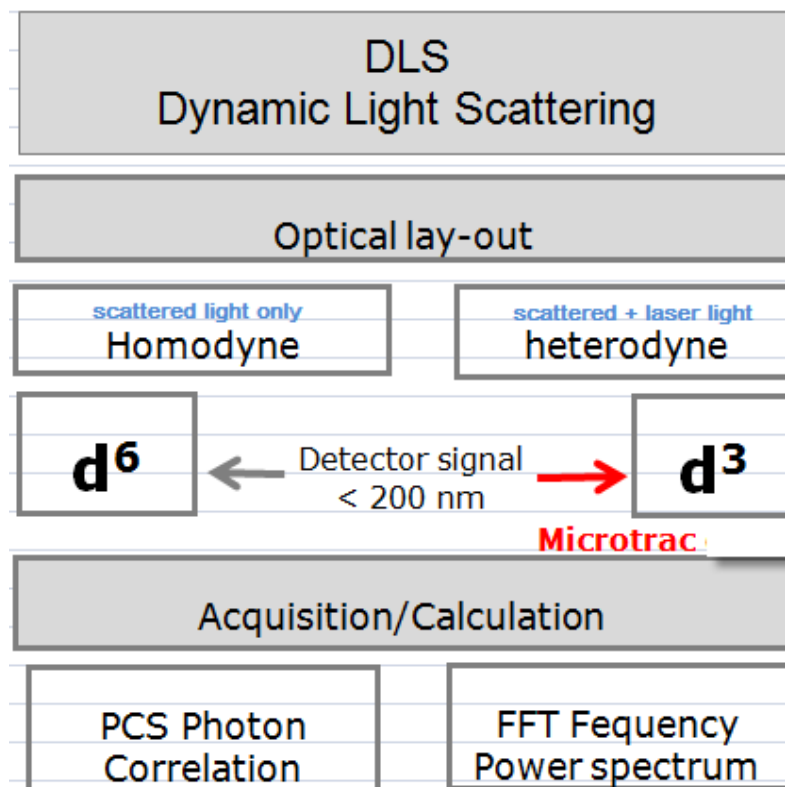 DLS
Dynamic Light Scattering
Optical lay-out
scattered light only
Homodyne
scattered + laser light
heterodyne
d⁶
Detector signal
< 200 nm
d³
Microtrac
Acquisition/Calculation
PCS Photon
Correlation
FFT Fequency
Power spectrum